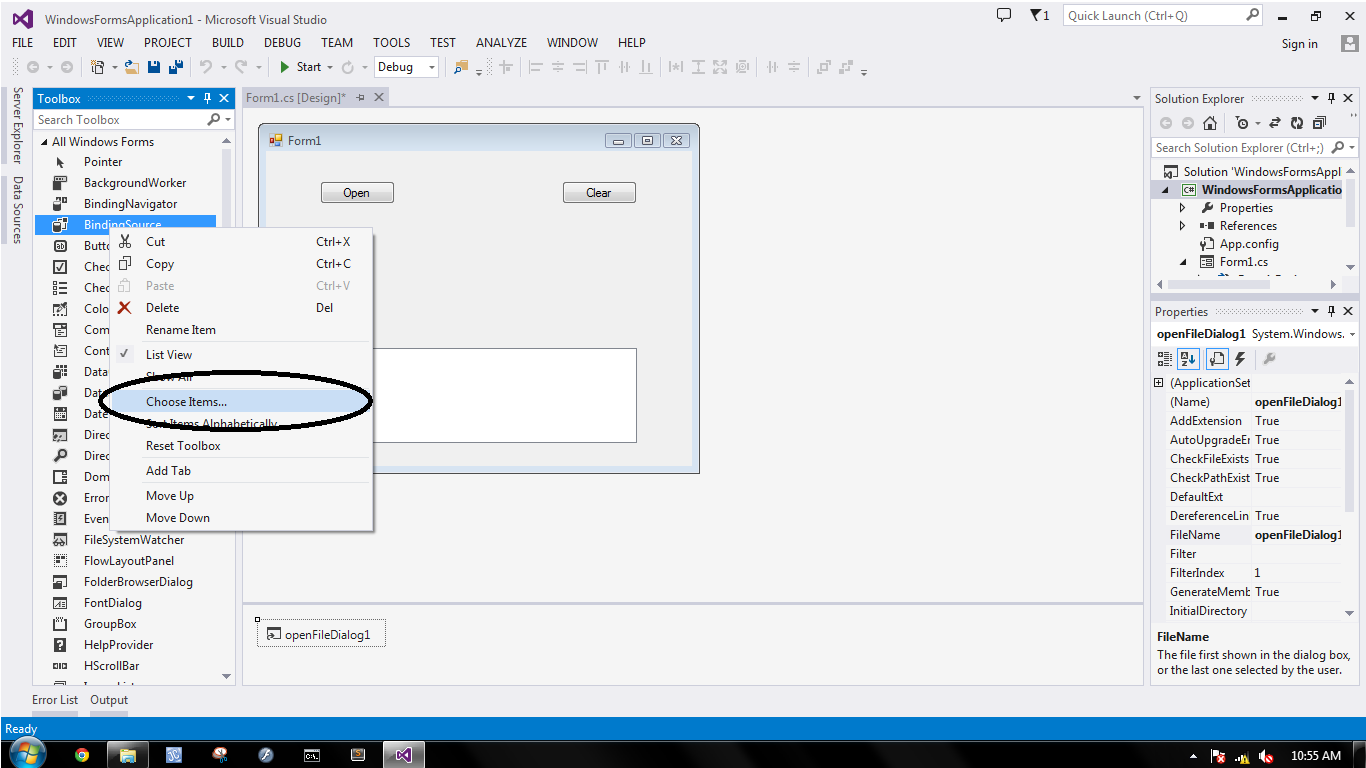 WindowsFormsApplication1 - Microsoft Visual Studio
1
Quick Launch (Ctrl+Q)
FILE EDIT VIEW PROJECT BUILD DEBUG TEAM TOOLS TEST ANALYZE WINDOW HELP
Sign in
Start
Debug
Server Explorer
Data Sources
Toolbox
Search Toolbox
All Windows Forms
Pointer
BackgroundWorker
BindingNavigator
BindingSource
Butto
Chec
Chec
Colo
Com
Cont
Data
Dat
Date
Direc
Direc
Dom
Error
Even
FileSystemWatcher
FlowLayoutPanel
FolderBrowserDialog
FontDialog
GroupBox
HelpProvider
HScrollBar
Cut Ctrl+X
Copy Ctrl+C
Paste Ctrl+V
Delete Del
Rename Item
List View
Show All
Choose Items...
Sort Items Alphabetically
Reset Toolbox
Add Tab
Move Up
Move Down
Form1.cs [Design]*
Form1
Open
Clear
openFileDialog1
Solution Explorer
Search Solution Explorer (Ctrl+;)
Solution 'WindowsFormsAppl
C# WindowsFormsApplicatio
Properties
References
App.config
Form1.cs
Properties
openFileDialog1 System.Windows.
(ApplicationSet
(Name) openFileDialog1
AddExtension True
AutoUpgradeEr True
CheckFileExists True
CheckPathExist True
DefaultExt
DereferenceLin True
FileName openFileDialog1
Filter
FilterIndex 1
GenerateMemb True
InitialDirectory
FileName
The file first shown in the dialog box,
or the last one selected by the user.
Error List Output
Ready
10:55 AM